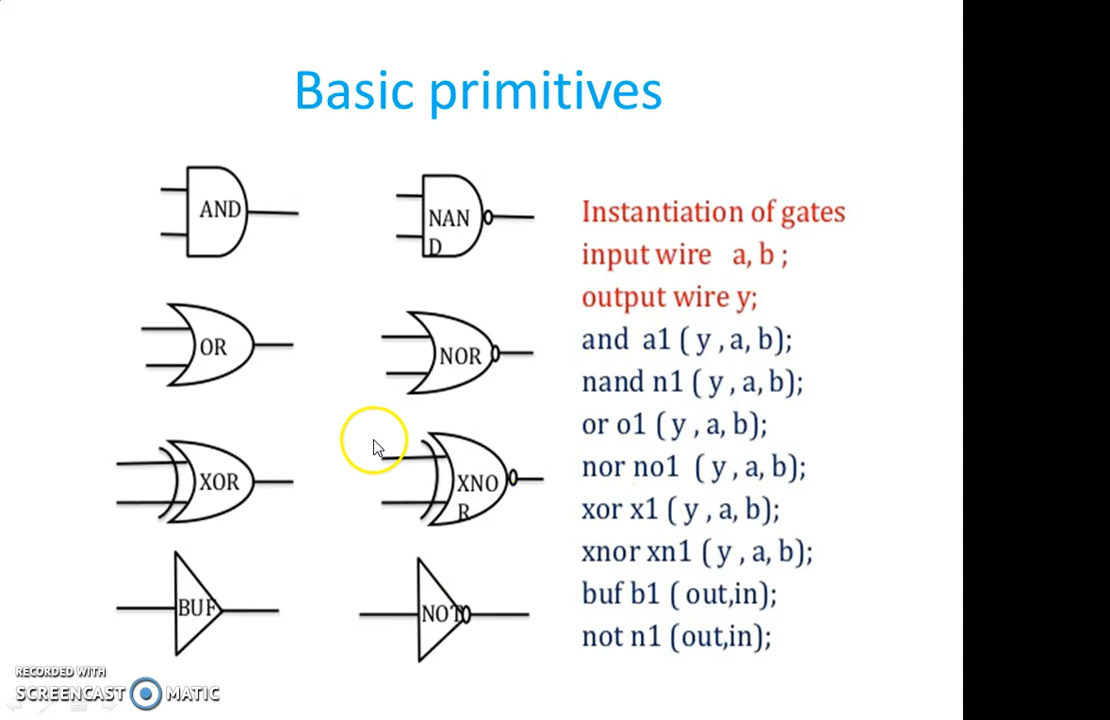 Basic primitives
AND
NAN
D
OR
NOR
XOR
XNO
R
BUF
NOT
Instantiation of gates
input wire a, b ;
output wire y;
and a1 ( y , a, b);
nand n1 ( y , a, b);
or o1 ( y , a, b);
nor no1 ( y , a, b);
xor x1 ( y , a, b);
xnor xn1 ( y , a, b);
buf b1 ( out,in);
not n1 (out,in);
RECORDED WITH
SCREENCAST MATIC